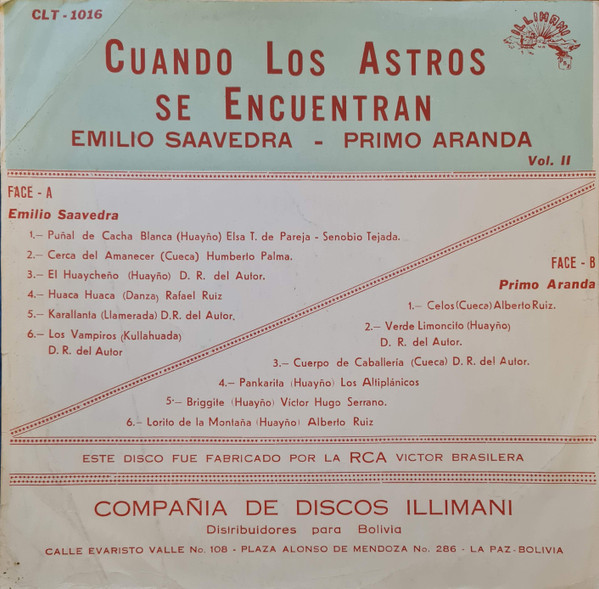 CLT - 1016
ILLIMANI
CUANDO LOS ASTROS
SE ENCUENTRAN
EMILIO SAAVEDRA - PRIMO ARANDA
Vol. II
FACE - A
Emilio Saavedra
1.- Puñal de Cacha Blanca (Huayño) Elsa T. de Pareja - Senobio Tejada.
2.- Cerca del Amanecer (Cueca) Humberto Palma.
3.- El Huaycheño (Huayño) D. R. del Autor.
4.- Huaca Huaca (Danza) Rafael Ruiz
5.- Karallanta (Llamerada) D.R. del Autor.
6.- Los Vampiros (Kullahuada)
D. R. del Autor
FACE - B
Primo Aranda
1.- Celos (Cueca) Alberto Ruiz.
2.- Verde Limoncito (Huayño)
D. R. del Autor.
3.- Cuerpo de Caballeria (Cueca) D. R. del Autor.
4.- Pankarita (Huayño) Los Altiplánicos
5.- Briggite (Huayño) Víctor Hugo Serrano.
6.- Lorito de la Montaña (Huayño) Alberto Ruiz
ESTE DISCO FUE FABRICADO POR LA RCA VICTOR BRASILERA
COMPAÑIA DE DISCOS ILLIMANI
Distribuidores para Bolivia
CALLE EVARISTO VALLE No. 108 - PLAZA ALONSO DE MENDOZA No. 286 - LA PAZ - BOLIVIA